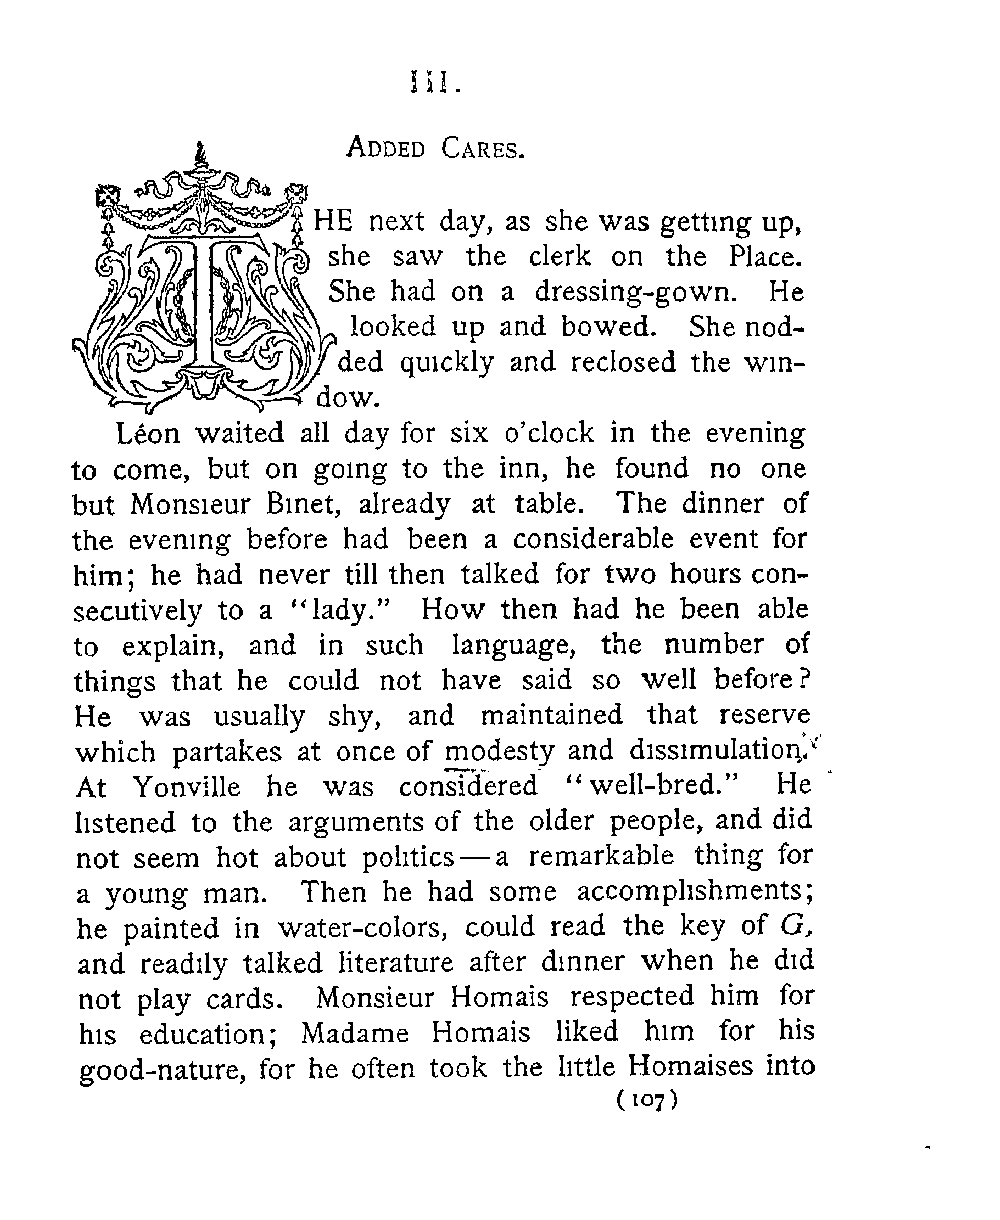 III.
ADDED CARES.
THE next day, as she was getting up,
she saw the clerk on the Place.
She had on a dressing-gown. He
looked up and bowed. She nod-
ded quickly and reclosed the win-
dow.
Léon waited all day for six o'clock in the evening
to come, but on going to the inn, he found no one
but Monsieur Binet, already at table. The dinner of
the evening before had been a considerable event for
him; he had never till then talked for two hours con-
secutively to a "lady." How then had he been able
to explain, and in such language, the number of
things that he could not have said so well before?
He was usually shy, and maintained that reserve
which partakes at once of modesty and dissimulation.
At Yonville he was considered "well-bred." He
listened to the arguments of the older people, and did
not seem hot about politics—a remarkable thing for
a young man. Then he had some accomplishments;
he painted in water-colors, could read the key of G,
and readily talked literature after dinner when he did
not play cards. Monsieur Homais respected him for
his education; Madame Homais liked him for his
good-nature, for he often took the little Homaises into
(107)